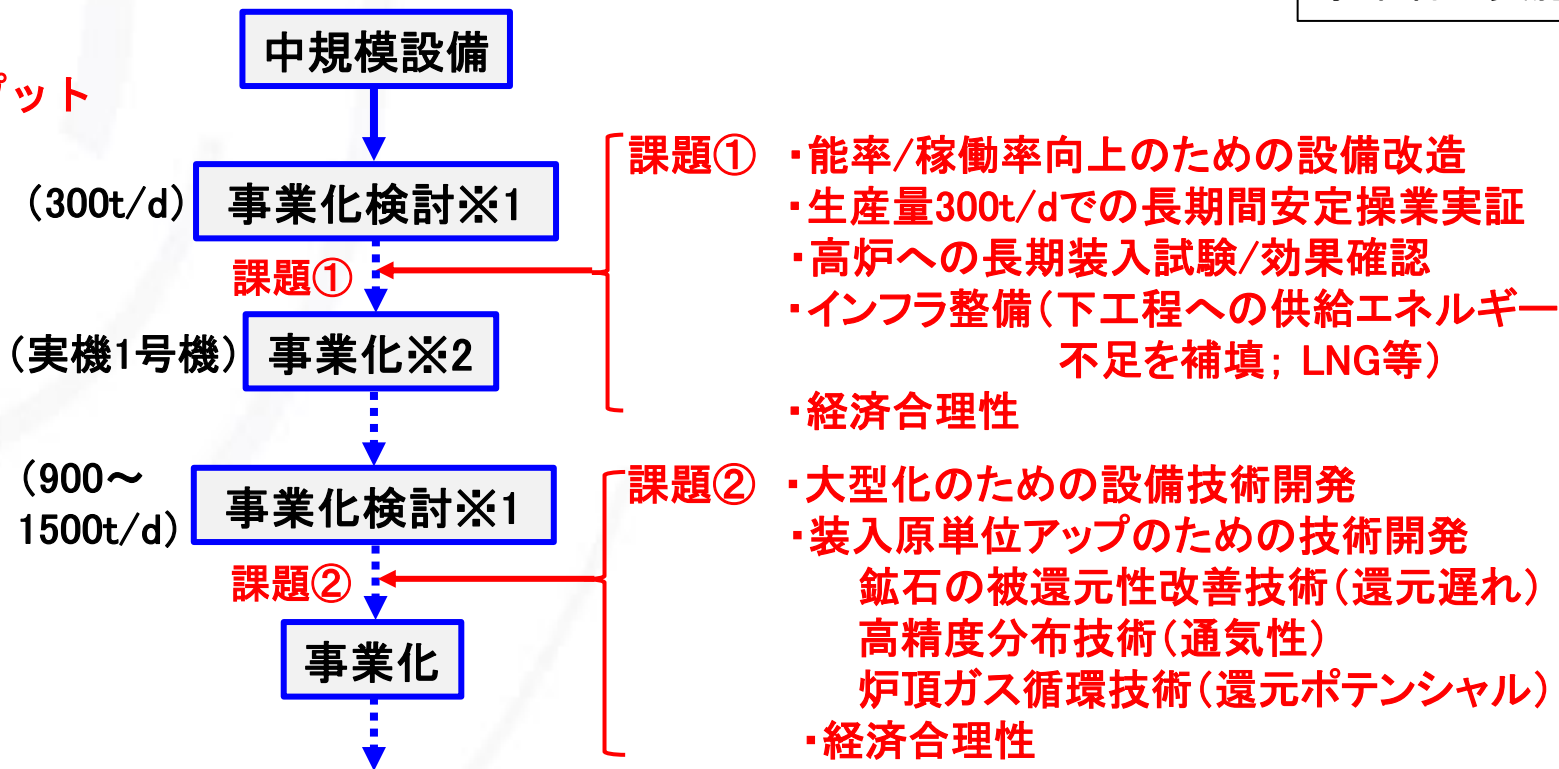 中規模設備
プット
(300t/d)
事業化検討※1
課題①
(実機1号機)
事業化※2
(900～
1500t/d)
事業化検討※1
課題②
事業化
課題① ・能率/稼働率向上のための設備改造
・生産量300t/dでの長期間安定操業実証
・高炉への長期装入試験/効果確認
・インフラ整備(下工程への供給エネルギー
不足を補填; LNG等)
・経済合理性
課題② ・大型化のための設備技術開発
・装入原単位アップのための技術開発
鉱石の被還元性改善技術(還元遅れ)
高精度分布技術(通気性)
炉頂ガス循環技術(還元ポテンシャル)
・経済合理性